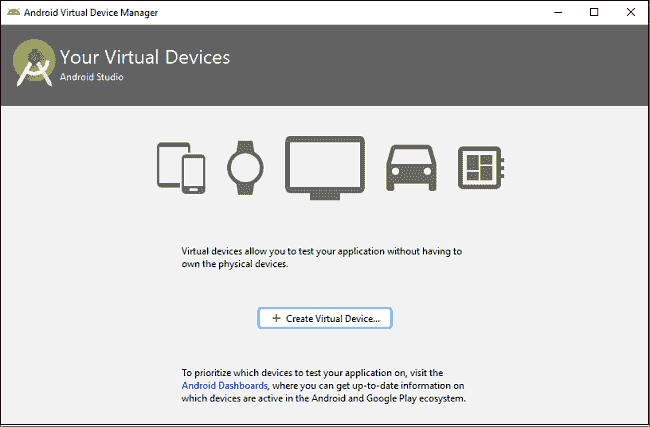 Android Virtual Device Manager
Your Virtual Devices
Android Studio
Virtual devices allow you to test your application without having to
own the physical devices.
+ Create Virtual Device...
To prioritize which devices to test your application on, visit the
Android Dashboards, where you can get up-to-date information on
which devices are active in the Android and Google Play ecosystem.